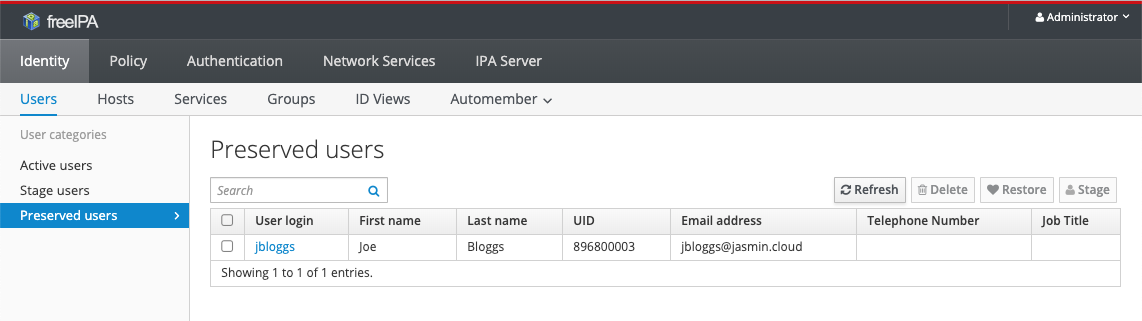 freeIPA
Administrator
Identity Policy Authentication Network Services IPA Server
Users Hosts Services Groups ID Views Automember
User categories
Active users
Stage users
Preserved users
Preserved users
Search
Refresh Delete Restore Stage
User login First name Last name UID Email address Telephone Number Job Title
jbloggs Joe Bloggs 896800003 jbloggs@jasmin.cloud
Showing 1 to 1 of 1 entries.